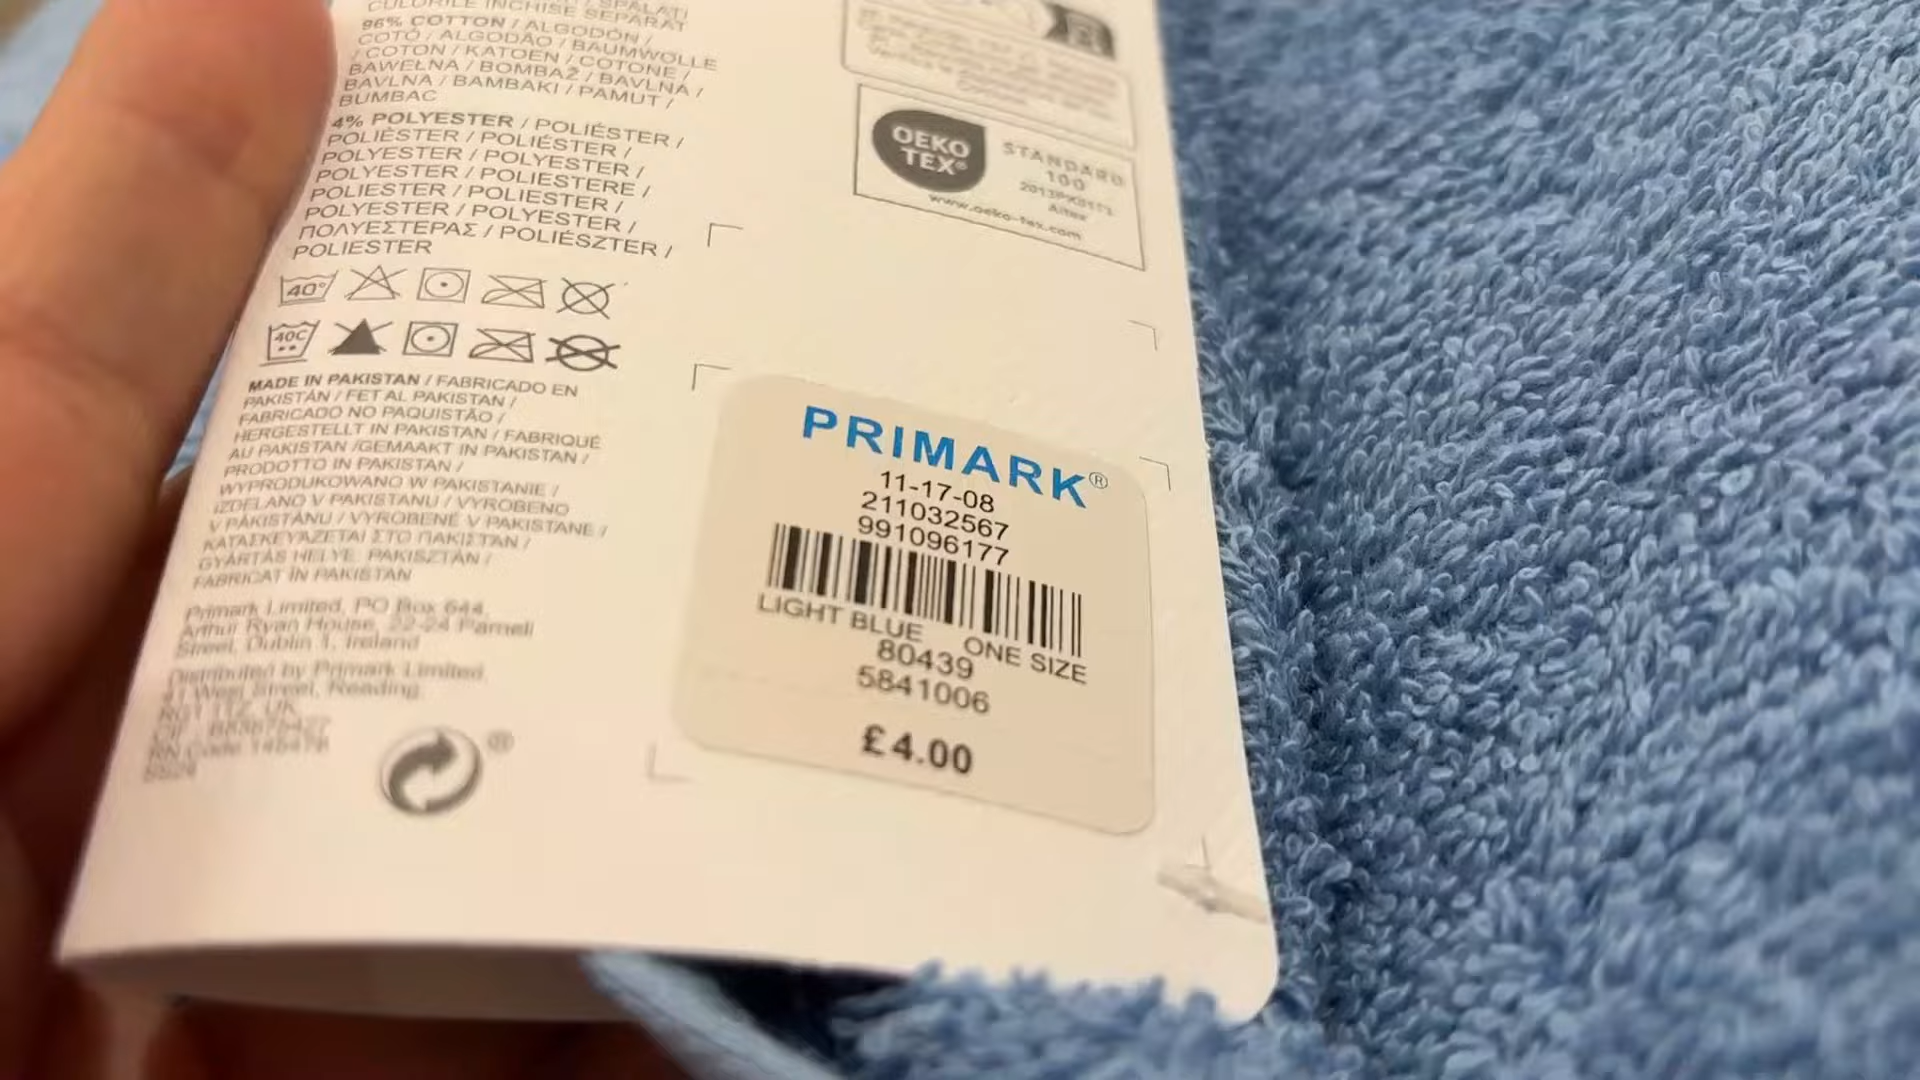 CULORILE ÎNCHISE SEPARAT
96% COTTON / ALGODÓN /
COTÓ / ALGODÃO / BAUMWOLLE
/ COTON / KATOEN / COTONE /
BAWEŁNA / BOMBAŽ / BAVLNA /
BAVLNA / BAMBAKI / PAMUT /
BUMBAC
4% POLYESTER / POLIÉSTER /
POLIÈSTER / POLIÉSTER /
POLYESTER / POLYESTER /
POLYESTER / POLIESTERE /
POLIESTER / POLIESTER /
POLYESTER / POLYESTER /
ΠΟΛΥΕΣΤΕΡΑΣ / POLIÉSZTER /
POLIESTER
40°
40C
MADE IN PAKISTAN / FABRICADO EN
PAKISTÁN / FET AL PAKISTAN /
FABRICADO NO PAQUISTÃO /
HERGESTELLT IN PAKISTAN / FABRIQUÉ
AU PAKISTAN /GEMAAKT IN PAKISTAN /
PRODOTTO IN PAKISTAN /
WYPRODUKOWANO W PAKISTANIE /
IZDELANO V PAKISTANU / VYROBENO
V PÁKISTÁNU / VYROBENÉ V PAKISTANE /
ΚΑΤΑΣΚΕΥΑΖΕΤΑΙ ΣΤΟ ΠΑΚΙΣΤΑΝ /
GYÁRTÁS HELYE: PAKISZTÁN /
FABRICAT ÎN PAKISTAN
Primark Limited, PO Box 644,
Arthur Ryan House, 22-24 Parnell
Street, Dublin 1, Ireland
Distributed by Primark Limited
41 West Street, Reading,
RG1 1TZ, UK
OEKO
TEX®
STANDARD
100
Aitex
www.oeko-tex.com
PRIMARK®
11-17-08
211032567
991096177
LIGHT BLUE ONE SIZE
80439
5841006
£4.00